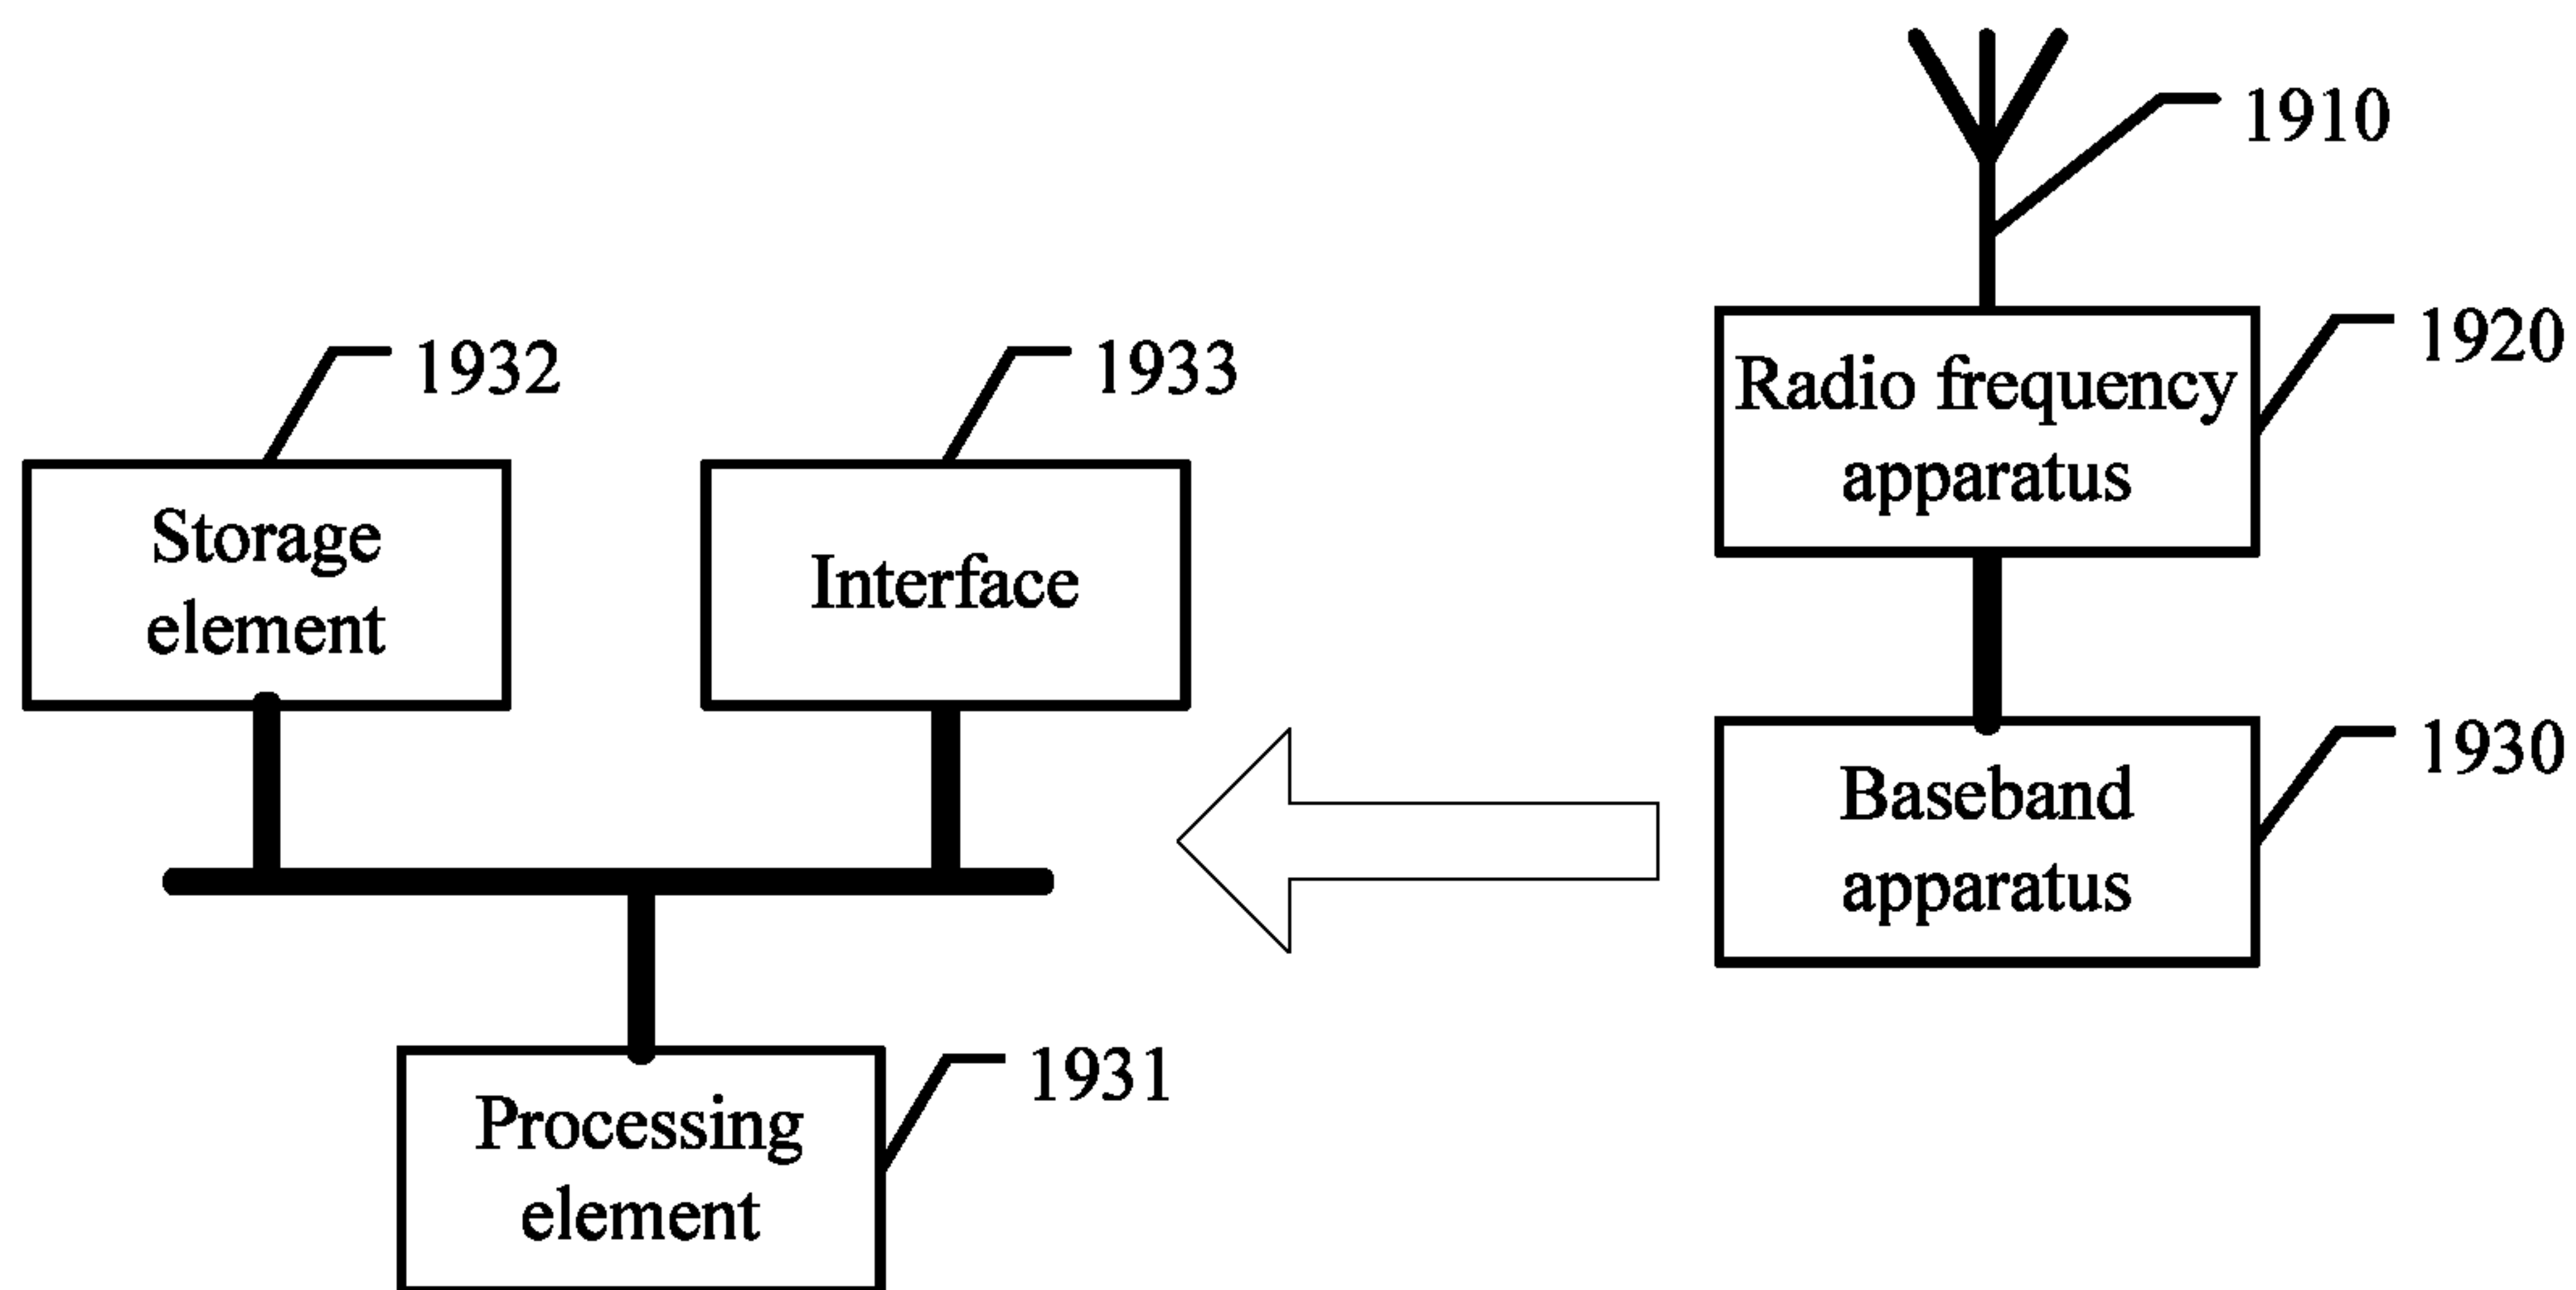 1910
1920
Radio frequency
apparatus
1932
1933
Storage
element
Interface
1930
Baseband
apparatus
1931
Processing
element